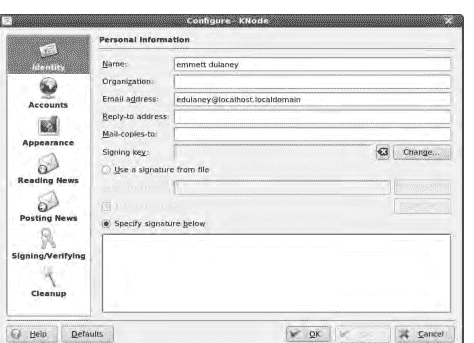 Configure - KNode
Identity
Accounts
Appearance
Reading News
Posting News
Signing/Verifying
Cleanup
Personal Information
Name: emmett dulaney
Organization:
Email address: edulaney@localhost.localdomain
Reply-to address:
Mail-copies-to:
Signing key: Change...
Use a signature from file
Specify signature below
Help Defaults OK Cancel